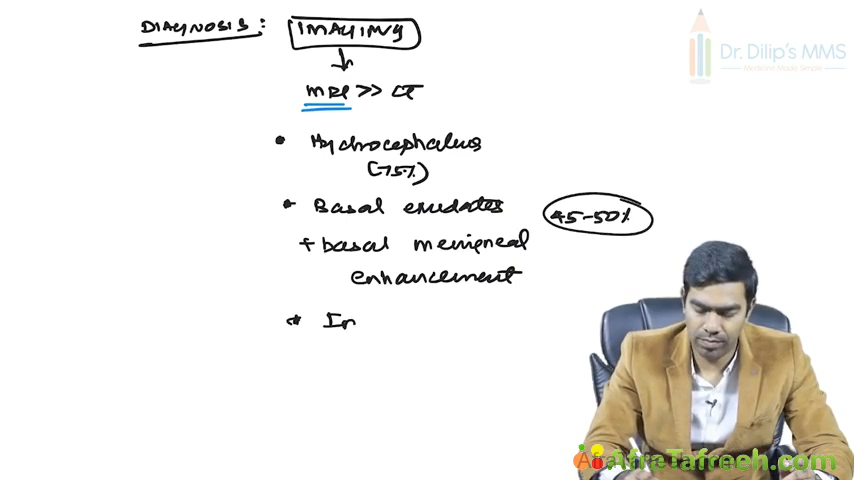 DIAGNOSIS: IMAGING
MRI >> CT
• Hydrocephalus
(75%)
* Basal exudates 45-50%
+ basal meningeal
enhancement
* In
Dr. Dilip's MMS
Medicine Made Simple
AfraTafreeh.com